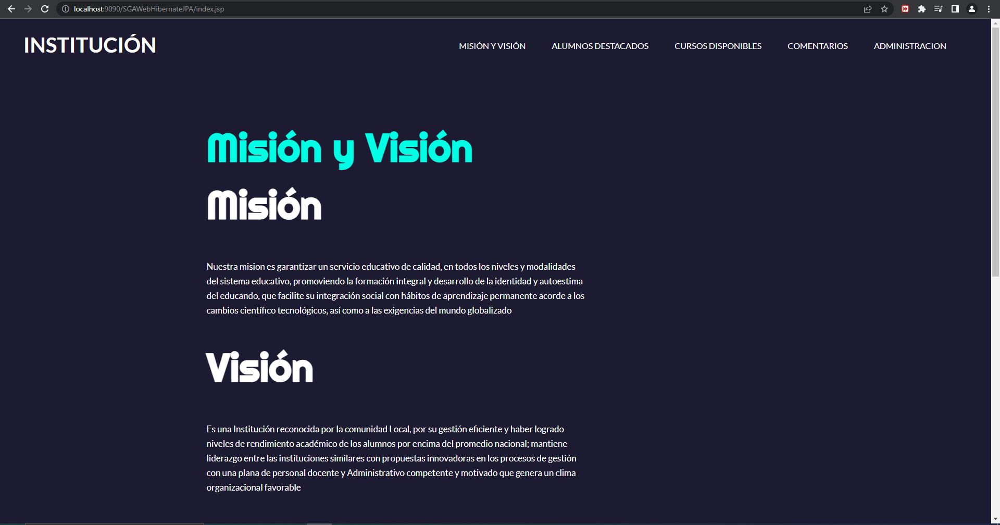 localhost:9090/SGAWebHibernateJPA/index.jsp
INSTITUCIÓN
MISIÓN Y VISIÓN
ALUMNOS DESTACADOS
CURSOS DISPONIBLES
COMENTARIOS
ADMINISTRACION
Misión y Visión
Misión
Nuestra mision es garantizar un servicio educativo de calidad, en todos los niveles y modalidades
del sistema educativo, promoviendo la formación integral y desarrollo de la identidad y autoestima
del educando, que facilite su integración social con hábitos de aprendizaje permanente acorde a los
cambios científico tecnológicos, así como a las exigencias del mundo globalizado
Visión
Es una Institución reconocida por la comunidad Local, por su gestión eficiente y haber logrado
niveles de rendimiento académico de los alumnos por encima del promedio nacional; mantiene
liderazgo entre las instituciones similares con propuestas innovadoras en los procesos de gestión
con una plana de personal docente y Administrativo competente y motivado que genera un clima
organizacional favorable